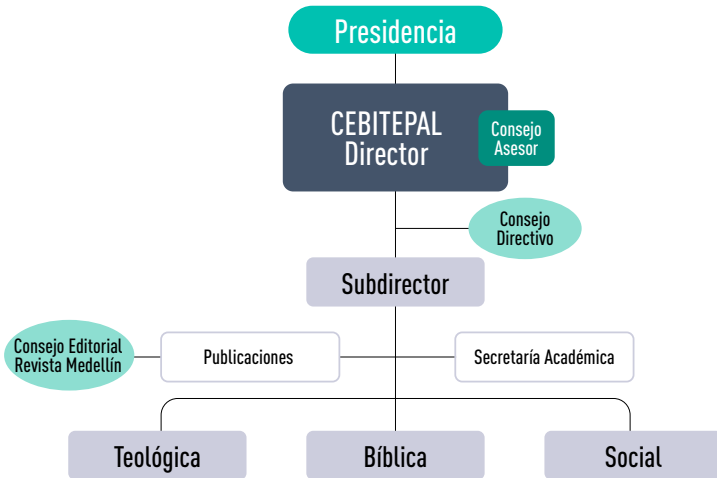 Presidencia
CEBITEPAL
Director
Consejo
Asesor
Consejo
Directivo
Subdirector
Consejo Editorial
Revista Medellín
Publicaciones
Secretaría Académica
Teológica
Bíblica
Social